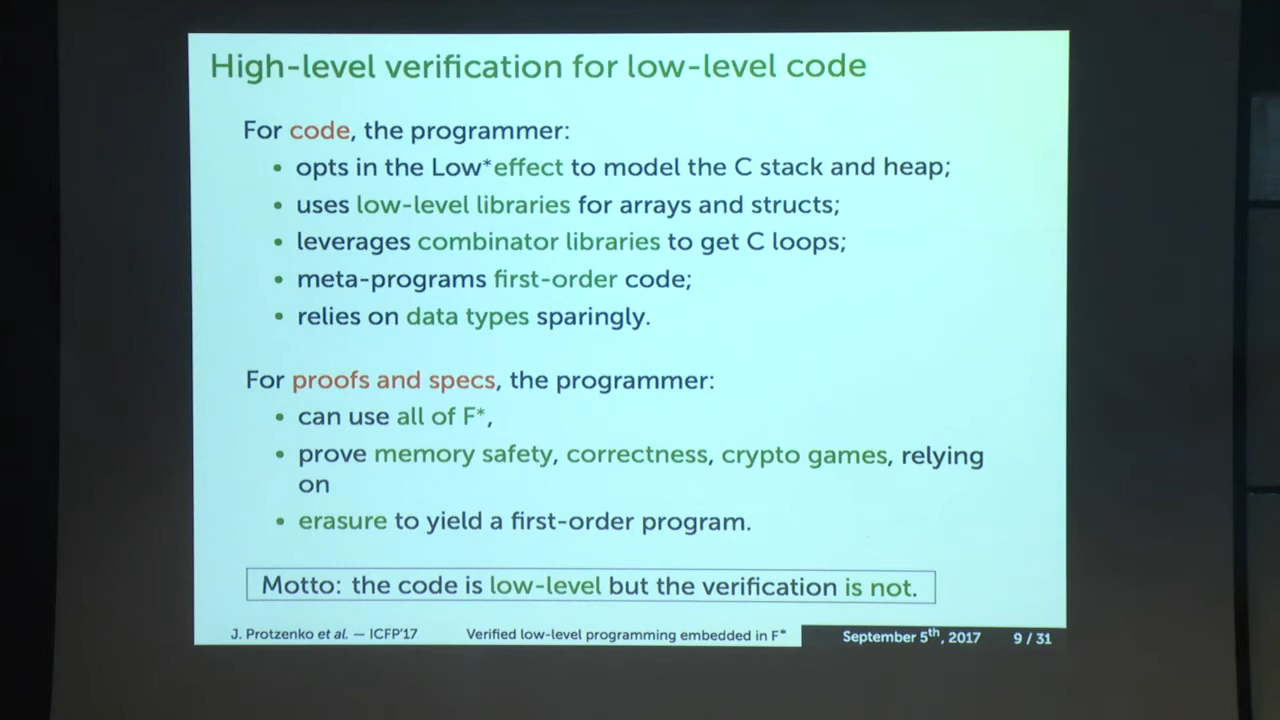 High-level verification for low-level code
For code, the programmer:
• opts in the Low* effect to model the C stack and heap;
• uses low-level libraries for arrays and structs;
• leverages combinator libraries to get C loops;
• meta-programs first-order code;
• relies on data types sparingly.
For proofs and specs, the programmer:
• can use all of F*,
• prove memory safety, correctness, crypto games, relying
on
• erasure to yield a first-order program.
Motto: the code is low-level but the verification is not.
J. Protzenko et al. — ICFP'17 Verified low-level programming embedded in F* September 5th, 2017 9 / 31